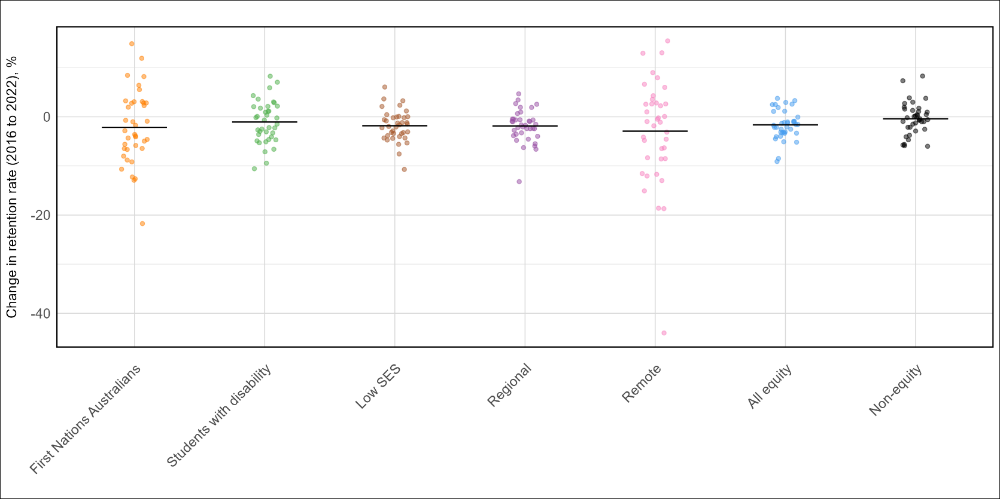 Change in retention rate (2016 to 2022), %
0
-20
-40
First Nations Australians
Students with disability
Low SES
Regional
Remote
All equity
Non-equity